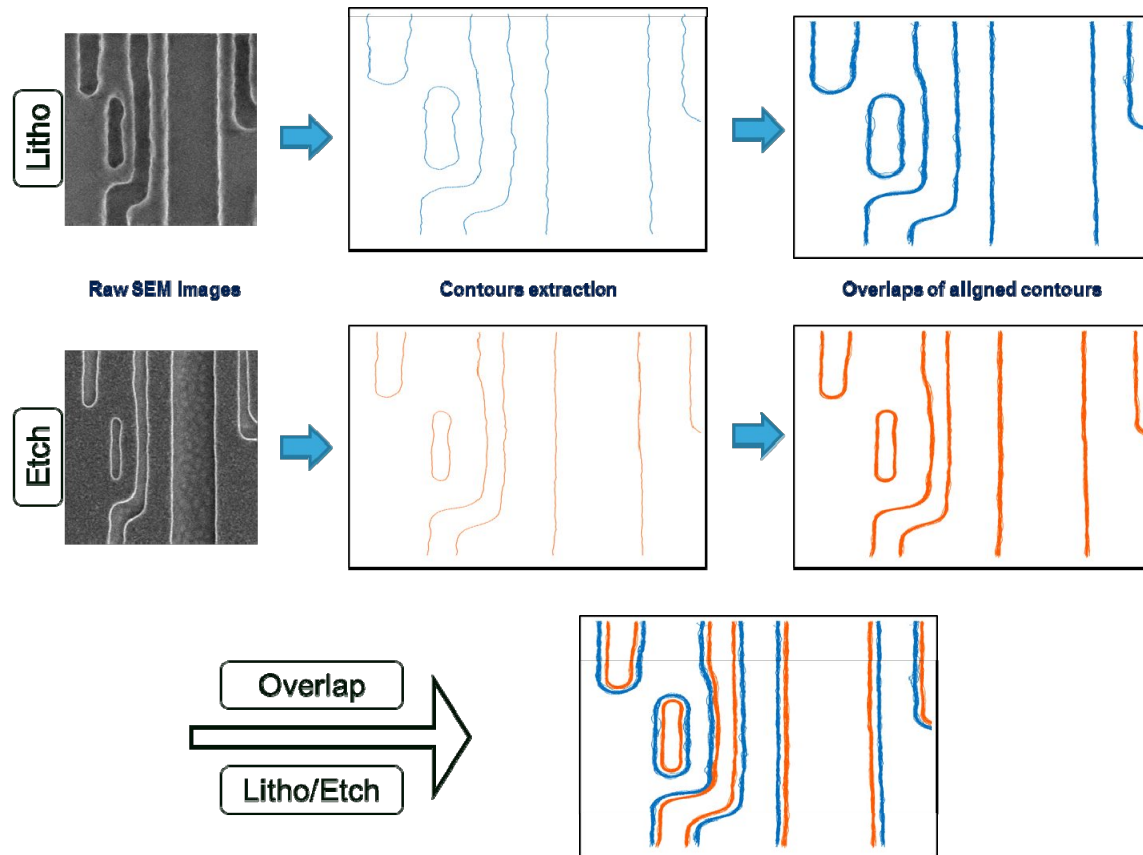 Litho
Raw SEM Images
Contours extraction
Overlaps of aligned contours
Etch
Overlap
Litho/Etch